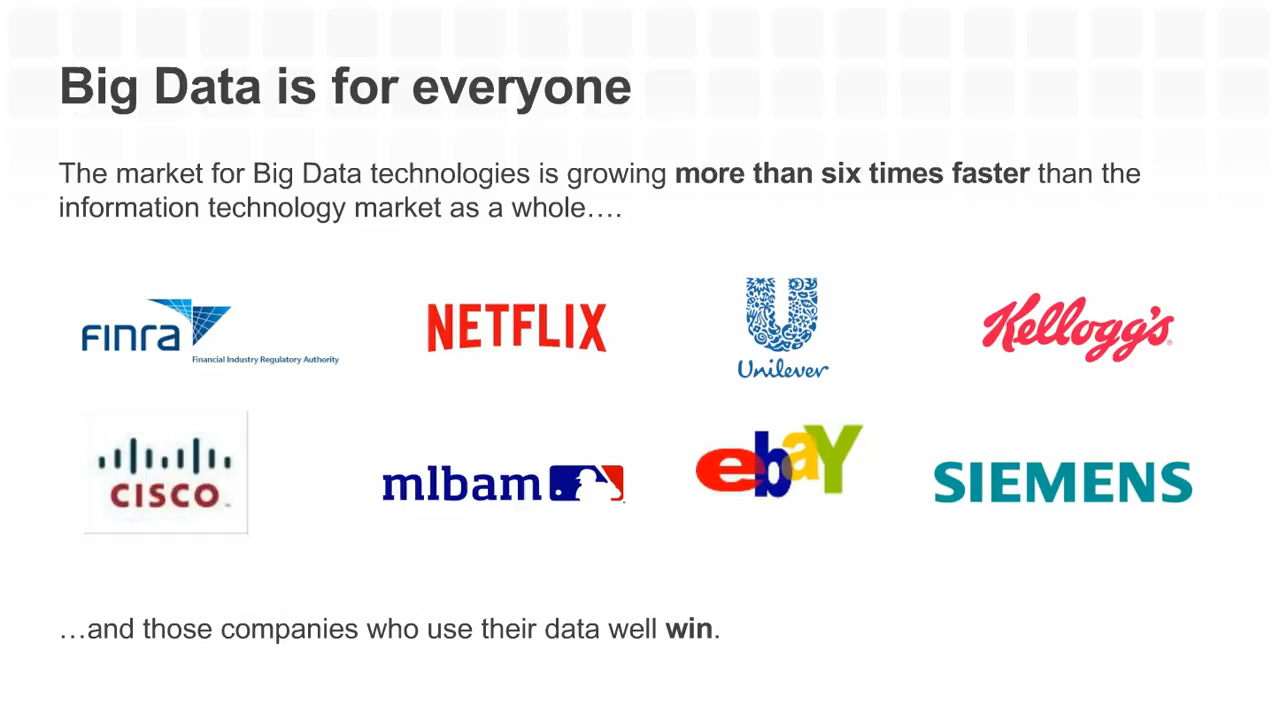 Big Data is for everyone
The market for Big Data technologies is growing more than six times faster than the
information technology market as a whole….
finra
Financial Industry Regulatory Authority
NETFLIX
Unilever
Kellogg's
CISCO
mlbam
ebaY
SIEMENS
…and those companies who use their data well win.